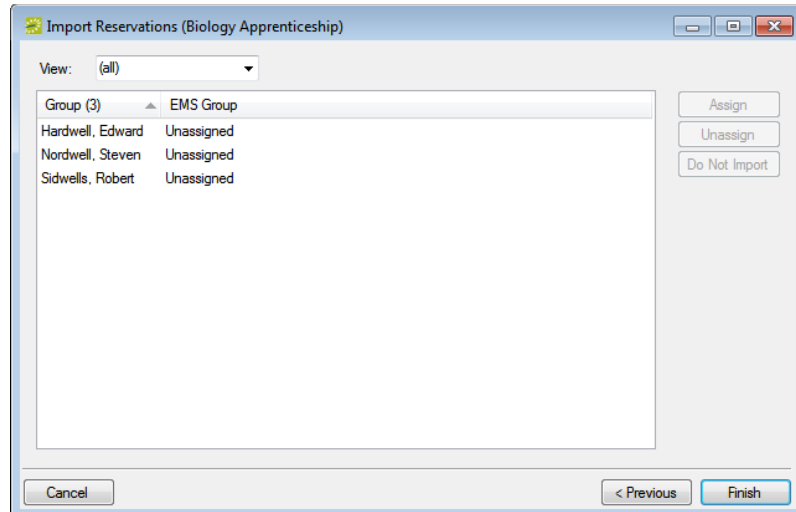 Import Reservations (Biology Apprenticeship)
View: (all)
Group (3) EMS Group
Hardwell, Edward Unassigned
Nordwell, Steven Unassigned
Sidwells, Robert Unassigned
Assign
Unassign
Do Not Import
Cancel
< Previous
Finish